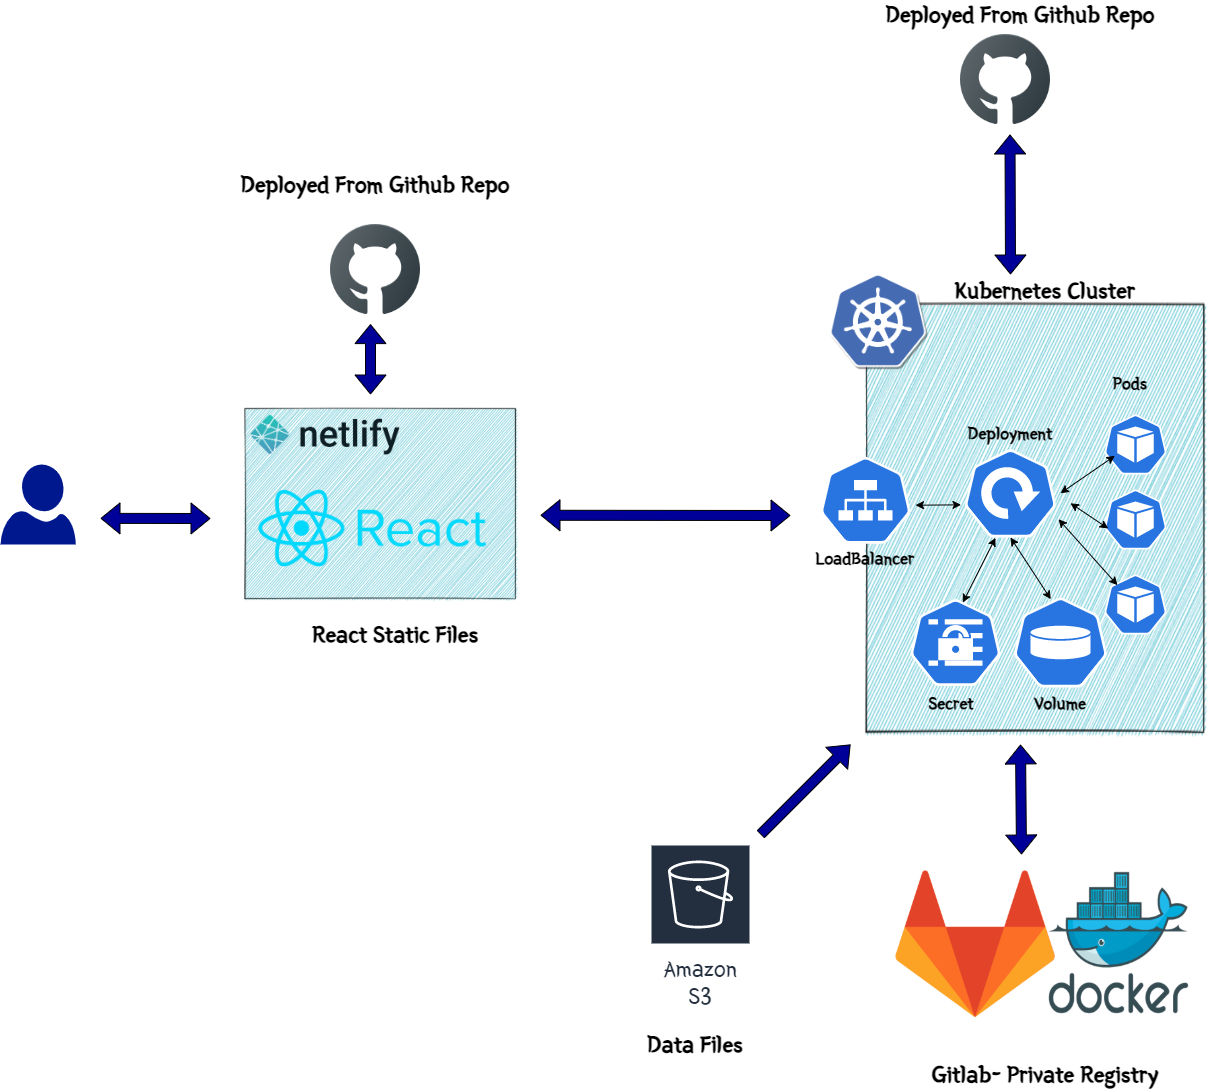 Deployed From Github Repo
Deployed From Github Repo
Kubernetes Cluster
Pods
netlify
Deployment
React
LoadBalancer
React Static Files
Secret
Volume
Amazon
S3
docker
Data Files
Gitlab- Private Registry